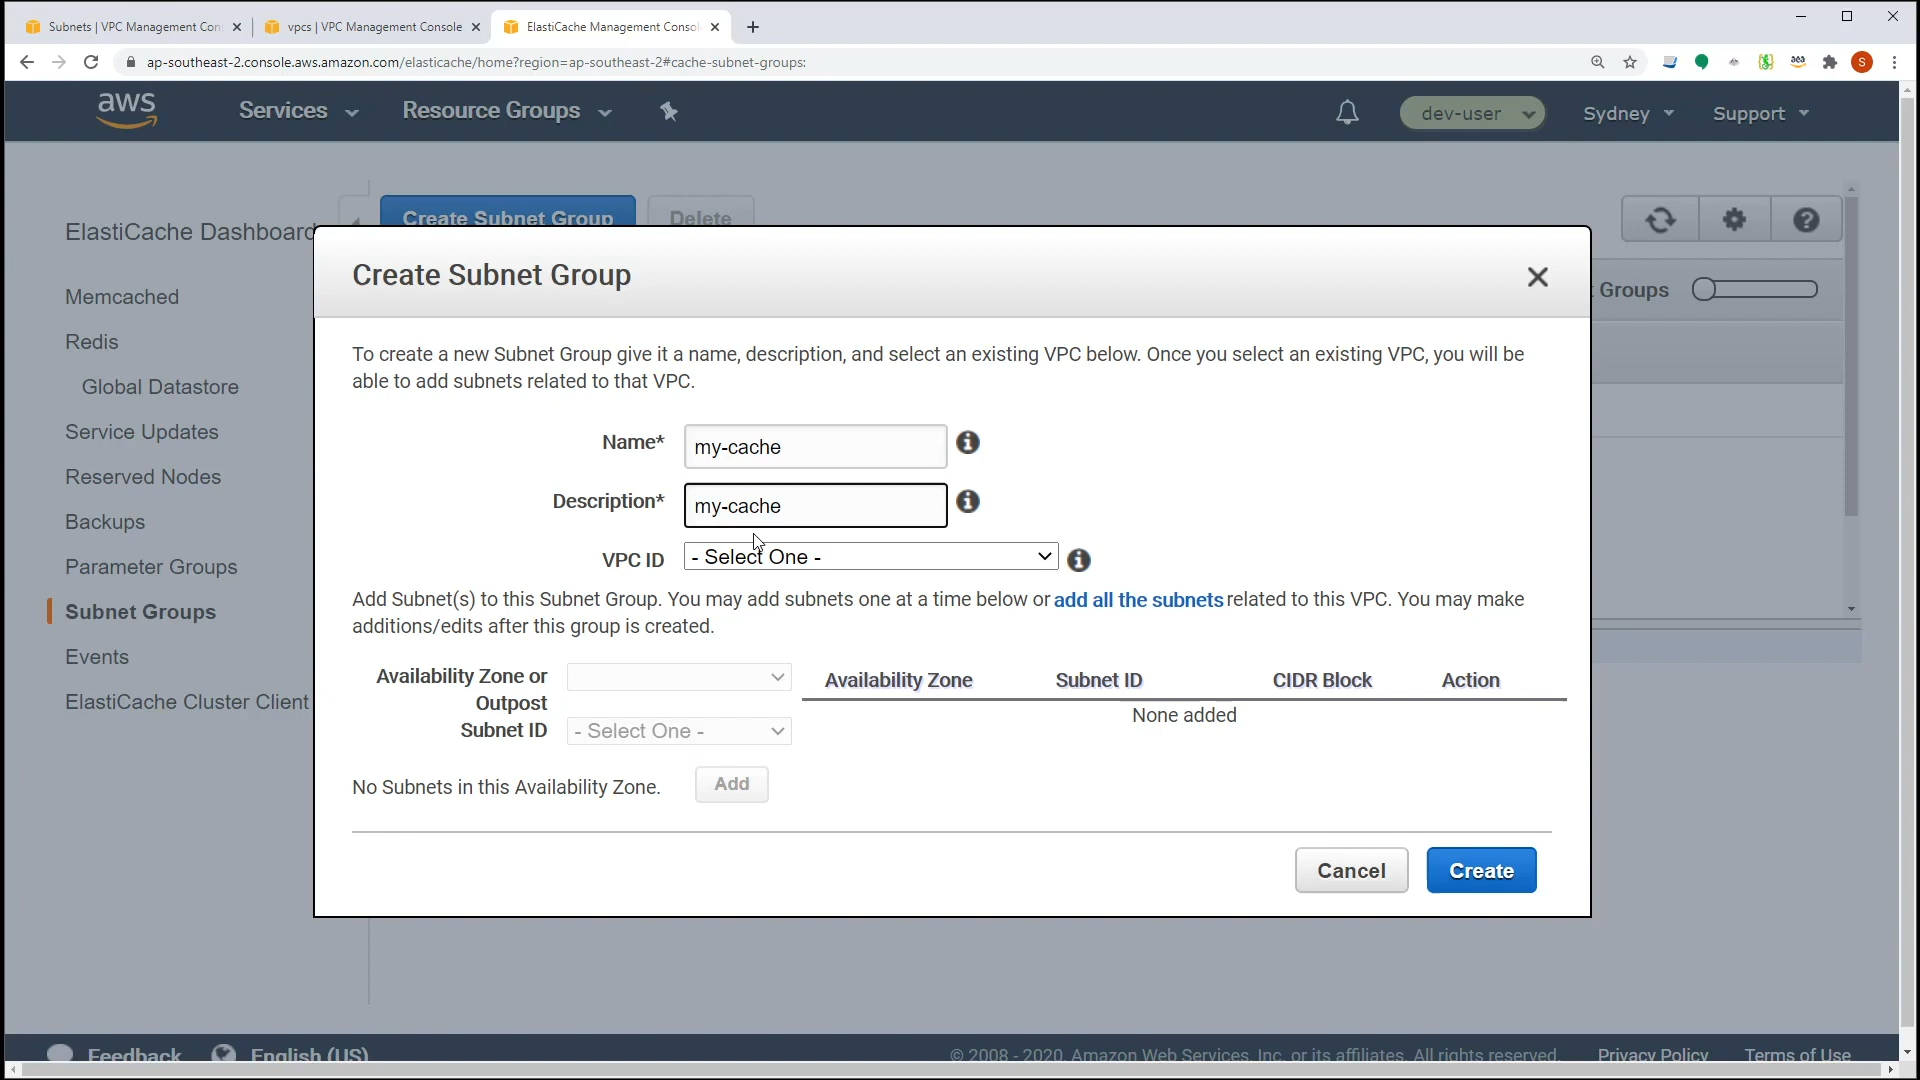 Subnets | VPC Management Con
vpcs | VPC Management Console
ElastiCache Management Consol
ap-southeast-2.console.aws.amazon.com/elasticache/home?region=ap-southeast-2#cache-subnet-groups:
S
aws
Services
Resource Groups
dev-user
Sydney
Support
ElastiCache Dashboard
Create Subnet Group
Delete
Groups
Memcached
Redis
Global Datastore
Service Updates
Reserved Nodes
Backups
Parameter Groups
Subnet Groups
Events
ElastiCache Cluster Client
Create Subnet Group
To create a new Subnet Group give it a name, description, and select an existing VPC below. Once you select an existing VPC, you will be
able to add subnets related to that VPC.
Name* my-cache
Description* my-cache
VPC ID - Select One -
Add Subnet(s) to this Subnet Group. You may add subnets one at a time below or add all the subnets related to this VPC. You may make
additions/edits after this group is created.
Availability Zone or
Outpost
Subnet ID - Select One -
Availability Zone Subnet ID CIDR Block Action
None added
No Subnets in this Availability Zone. Add
Cancel Create
Feedback English (US)
© 2008 - 2020, Amazon Web Services, Inc. or its affiliates. All rights reserved. Privacy Policy Terms of Use